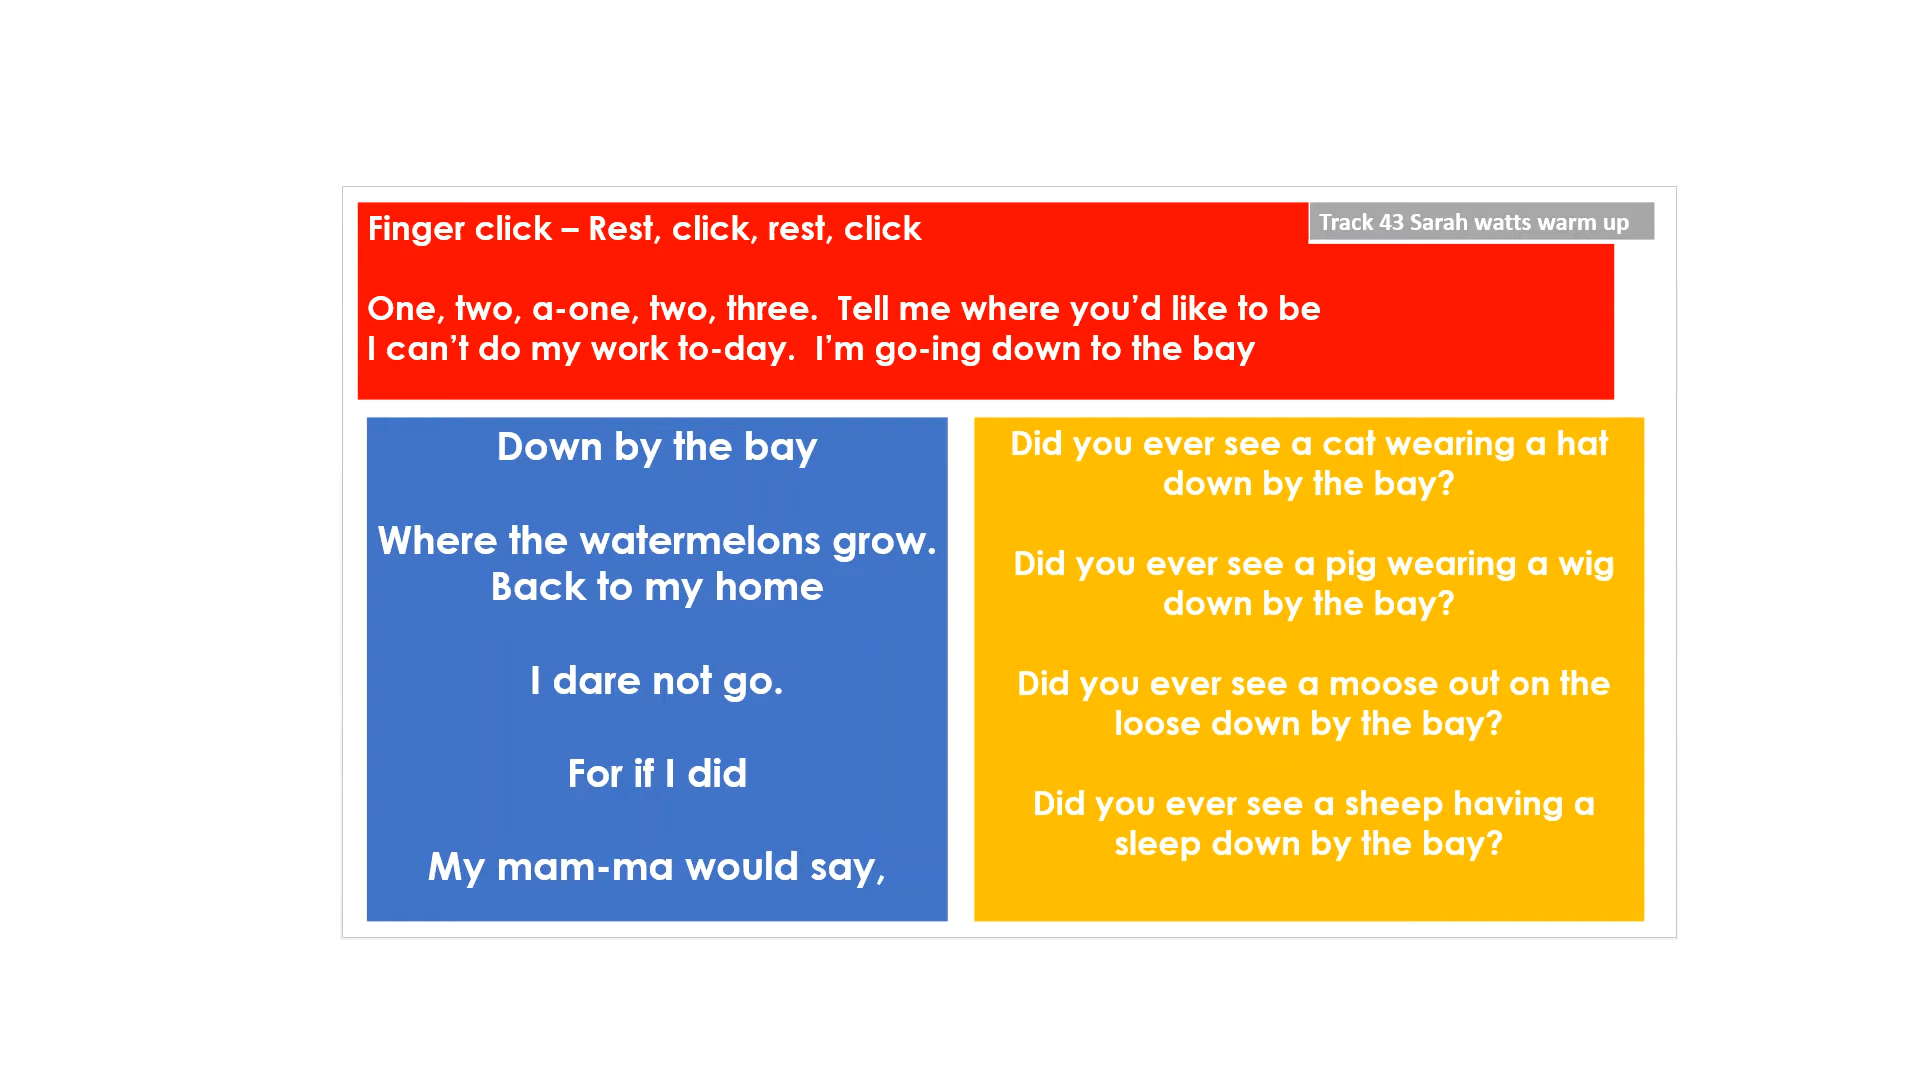 Finger click – Rest, click, rest, click
Track 43 Sarah watts warm up
One, two, a-one, two, three.  Tell me where you’d like to be
I can’t do my work to-day.  I’m go-ing down to the bay
Down by the bay
Where the watermelons grow.
Back to my home
I dare not go.
For if I did
My mam-ma would say,
Did you ever see a cat wearing a hat
down by the bay?
Did you ever see a pig wearing a wig
down by the bay?
Did you ever see a moose out on the
loose down by the bay?
Did you ever see a sheep having a
sleep down by the bay?